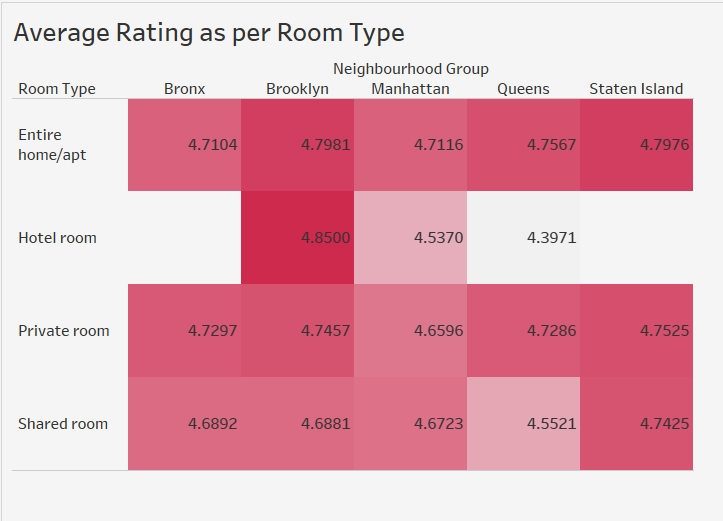 Average Rating as per Room Type
Neighbourhood Group
Room Type Bronx Brooklyn Manhattan Queens Staten Island
Entire
home/apt 4.7104 4.7981 4.7116 4.7567 4.7976
Hotel room 4.8500 4.5370 4.3971
Private room 4.7297 4.7457 4.6596 4.7286 4.7525
Shared room 4.6892 4.6881 4.6723 4.5521 4.7425